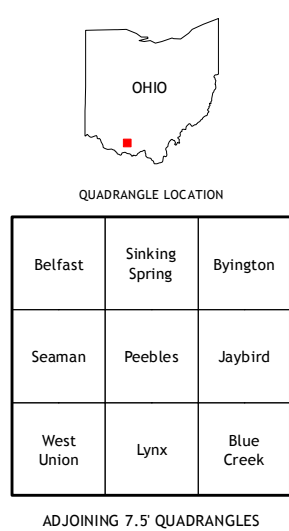 OHIO
QUADRANGLE LOCATION
Belfast
Sinking
Spring
Byington
Seaman
Peebles
Jaybird
West
Union
Lynx
Blue
Creek
ADJOINING 7.5' QUADRANGLES